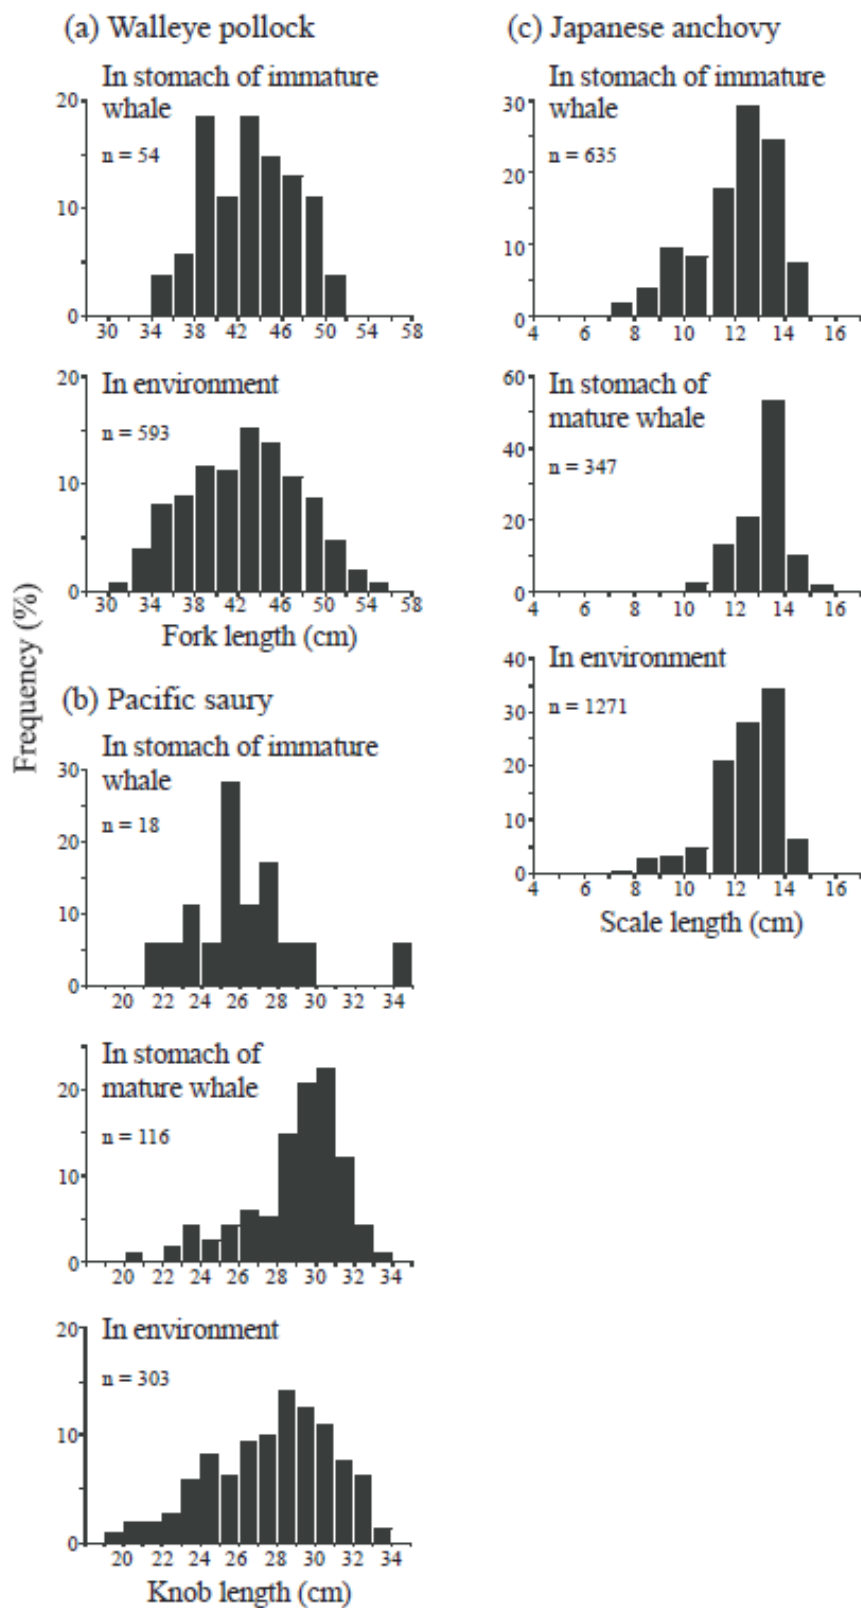 (a) Walleye pollock
In stomach of immature
whale
n = 54
20
10
0
30 34 38 42 46 50 54 58
In environment
n = 593
20
10
0
30 34 38 42 46 50 54 58
Fork length (cm)
Frequency (%)
(b) Pacific saury
In stomach of immature
whale
n = 18
30
20
10
0
20 22 24 26 28 30 32 34
In stomach of
mature whale
n = 116
20
10
0
20 22 24 26 28 30 32 34
In environment
n = 303
20
10
0
20 22 24 26 28 30 32 34
Knob length (cm)
(c) Japanese anchovy
In stomach of immature
whale
n = 635
30
20
10
0
4 6 8 10 12 14 16
In stomach of
mature whale
n = 347
60
40
20
0
4 6 8 10 12 14 16
In environment
n = 1271
40
30
20
10
0
4 6 8 10 12 14 16
Scale length (cm)